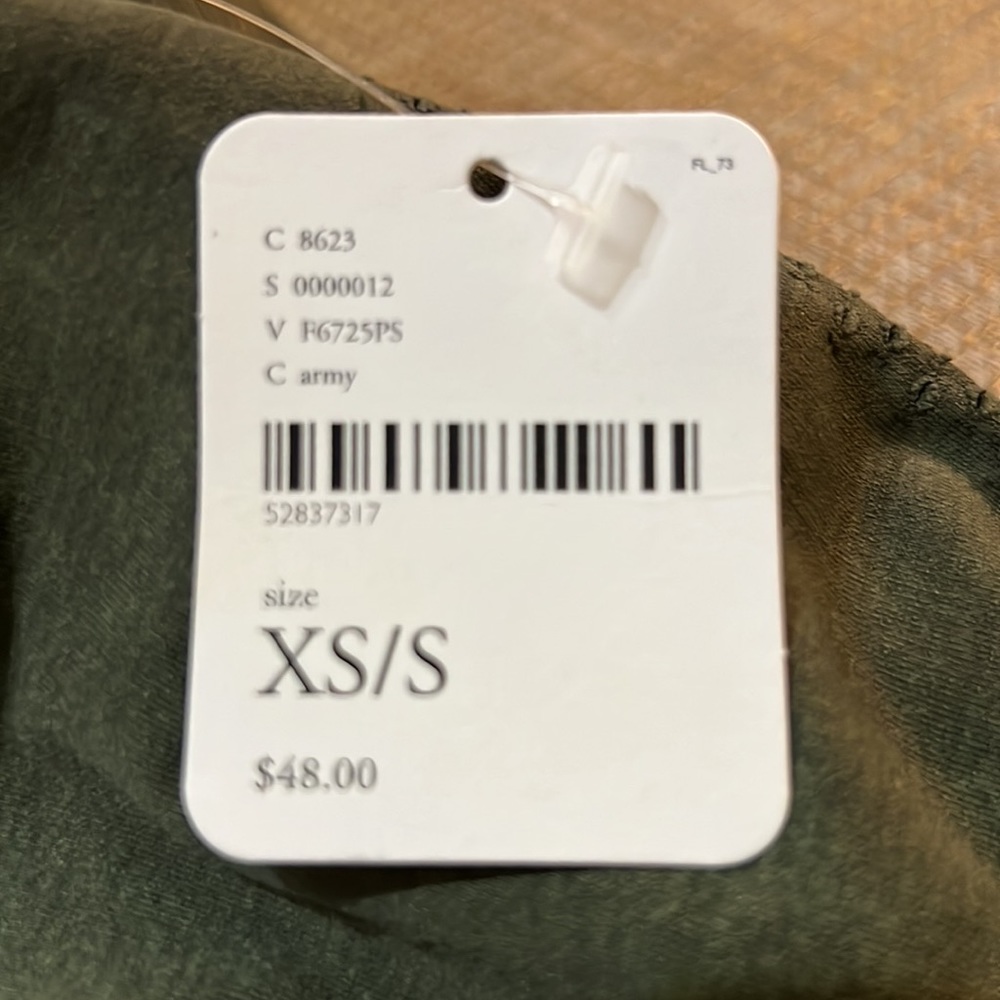 FL_73
C 8623
S 0000012
V F6725PS
C army
52837317
size
XS/S
$48.00